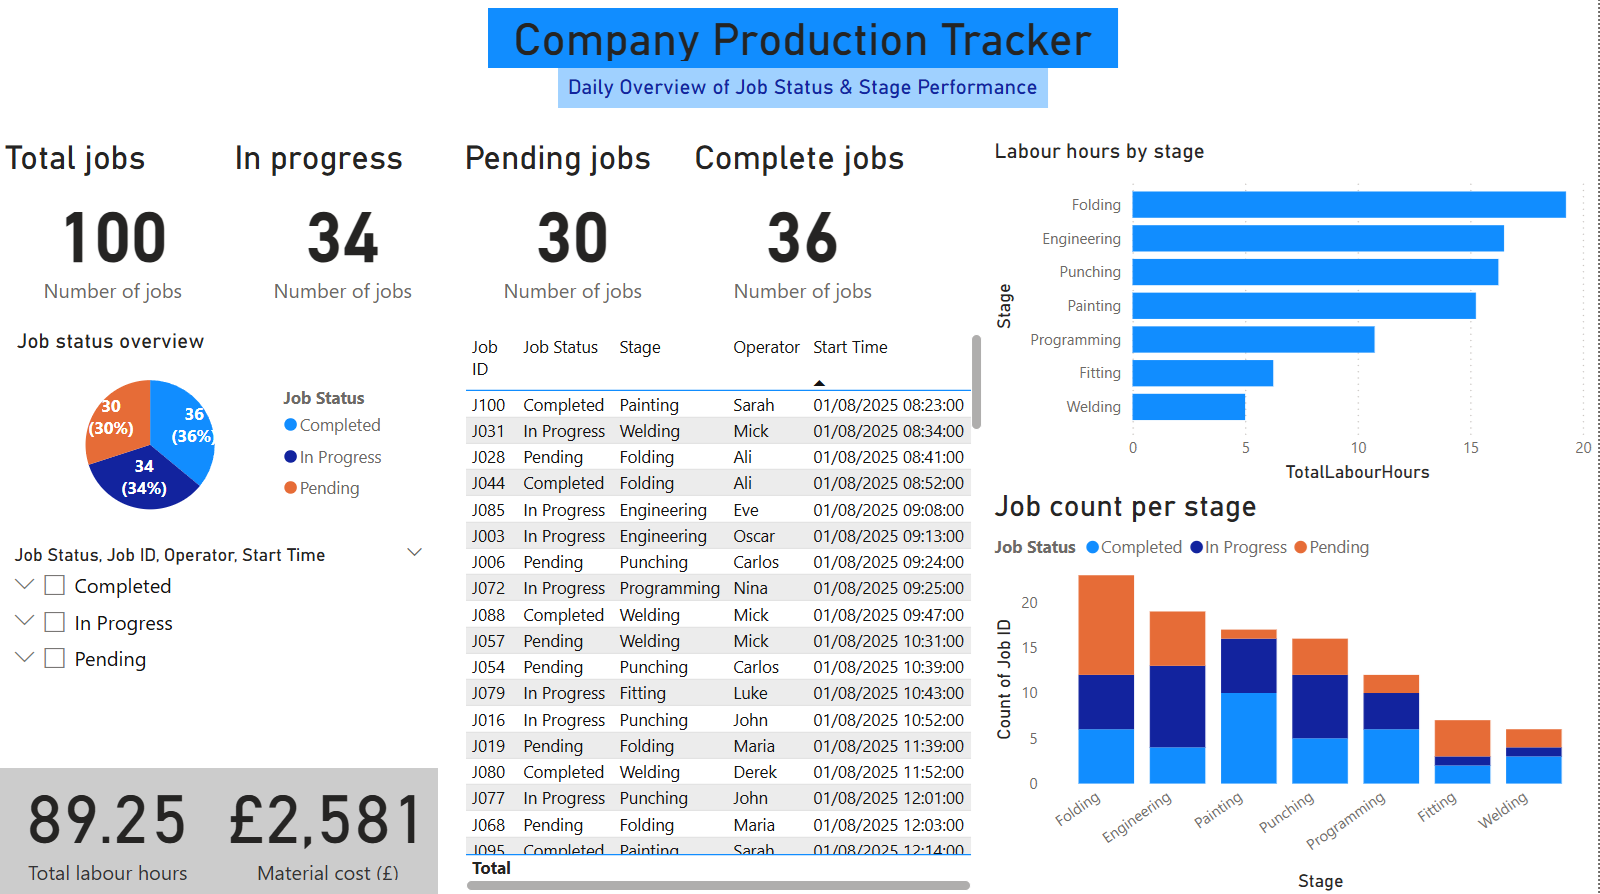 Company Production Tracker
Daily Overview of Job Status & Stage Performance
Total jobs
100
Number of jobs
In progress
34
Number of jobs
Pending jobs
30
Number of jobs
Complete jobs
36
Number of jobs
Job status overview
30
(30%)
36
(36%)
34
(34%)
Job Status
Completed
In Progress
Pending
Job Status, Job ID, Operator, Start Time
Completed
In Progress
Pending
89.25
Total labour hours
£2,581
Material cost (£)
Job ID Job Status Stage Operator Start Time
J100 Completed Painting Sarah 01/08/2025 08:23:00
J031 In Progress Welding Mick 01/08/2025 08:34:00
J028 Pending Folding Ali 01/08/2025 08:41:00
J044 Completed Folding Ali 01/08/2025 08:52:00
J085 In Progress Engineering Eve 01/08/2025 09:08:00
J003 In Progress Engineering Oscar 01/08/2025 09:13:00
J006 Pending Punching Carlos 01/08/2025 09:24:00
J072 In Progress Programming Nina 01/08/2025 09:25:00
J088 Completed Welding Mick 01/08/2025 09:47:00
J057 Pending Welding Mick 01/08/2025 10:31:00
J054 Pending Punching Carlos 01/08/2025 10:39:00
J079 In Progress Fitting Luke 01/08/2025 10:43:00
J016 In Progress Punching John 01/08/2025 10:52:00
J019 Pending Folding Maria 01/08/2025 11:39:00
J080 Completed Welding Derek 01/08/2025 11:52:00
J077 In Progress Punching John 01/08/2025 12:01:00
J068 Pending Folding Maria 01/08/2025 12:03:00
J095 Completed Painting Sarah 01/08/2025 12:14:00
Total
Labour hours by stage
Stage
Folding
Engineering
Punching
Painting
Programming
Fitting
Welding
0 5 10 15 20
TotalLabourHours
Job count per stage
Job Status Completed In Progress Pending
Count of Job ID
20
15
10
5
0
Folding
Engineering
Painting
Punching
Programming
Fitting
Welding
Stage